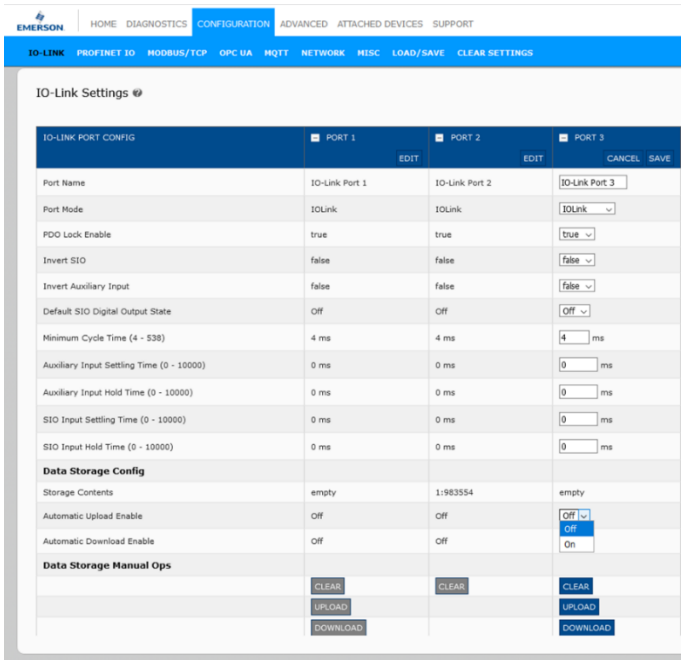 EMERSON HOME DIAGNOSTICS CONFIGURATION ADVANCED ATTACHED DEVICES SUPPORT
IO-LINK PROFINET IO MODBUS/TCP OPC UA MQTT NETWORK MISC LOAD/SAVE CLEAR SETTINGS
IO-Link Settings ?
IO-LINK PORT CONFIG PORT 1 PORT 2 PORT 3
EDIT EDIT CANCEL SAVE
Port Name IO-Link Port 1 IO-Link Port 2 IO-Link Port 3
Port Mode IOLink IOLink IOLink
PDO Lock Enable true true true
Invert SIO false false false
Invert Auxiliary Input false false false
Default SIO Digital Output State Off Off Off
Minimum Cycle Time (4 - 538) 4 ms 4 ms 4 ms
Auxiliary Input Settling Time (0 - 10000) 0 ms 0 ms 0 ms
Auxiliary Input Hold Time (0 - 10000) 0 ms 0 ms 0 ms
SIO Input Settling Time (0 - 10000) 0 ms 0 ms 0 ms
SIO Input Hold Time (0 - 10000) 0 ms 0 ms 0 ms
Data Storage Config
Storage Contents empty 1:983554 empty
Automatic Upload Enable Off Off Off
Off
Automatic Download Enable Off Off On
Data Storage Manual Ops
CLEAR CLEAR CLEAR
UPLOAD UPLOAD
DOWNLOAD DOWNLOAD